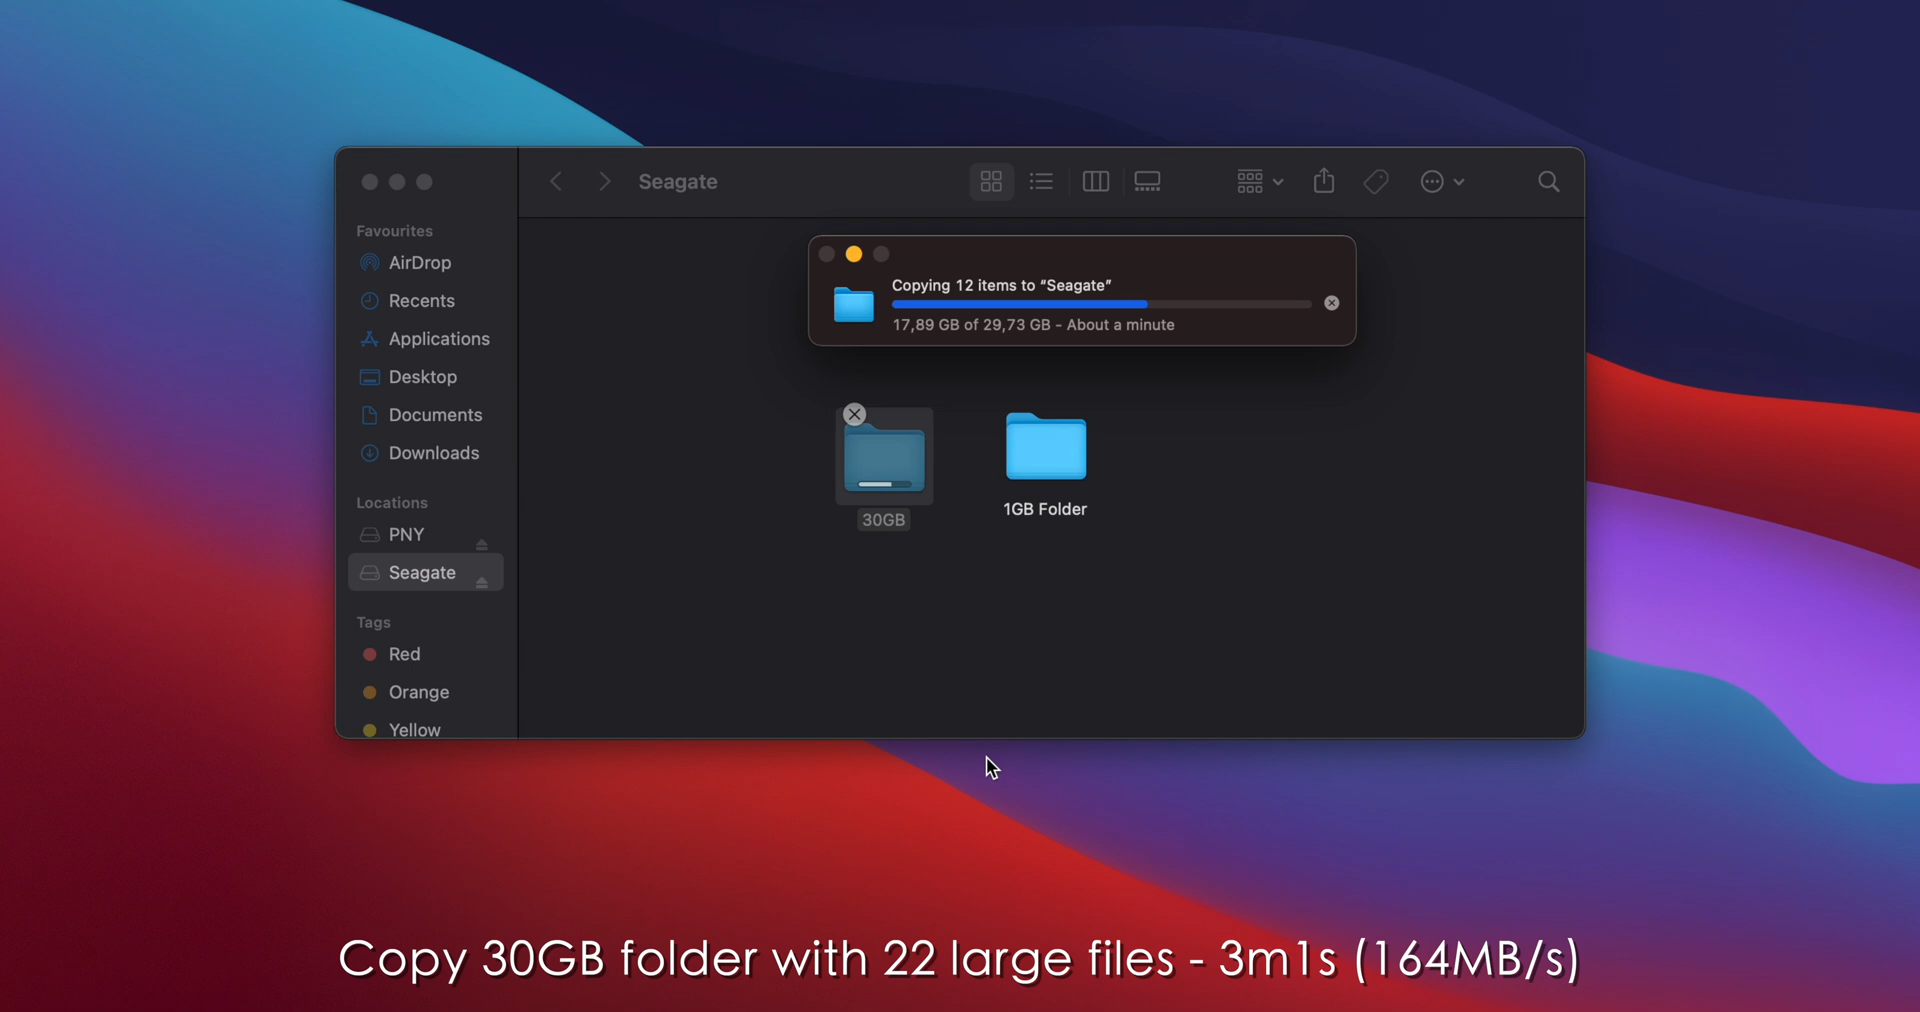 Seagate
Favourites
AirDrop
Recents
Applications
Desktop
Documents
Downloads
Locations
PNY
Seagate
Tags
Red
Orange
Yellow
Copying 12 items to “Seagate”
17,89 GB of 29,73 GB - About a minute
30GB
1GB Folder
Copy 30GB folder with 22 large files - 3m1s (164MB/s)